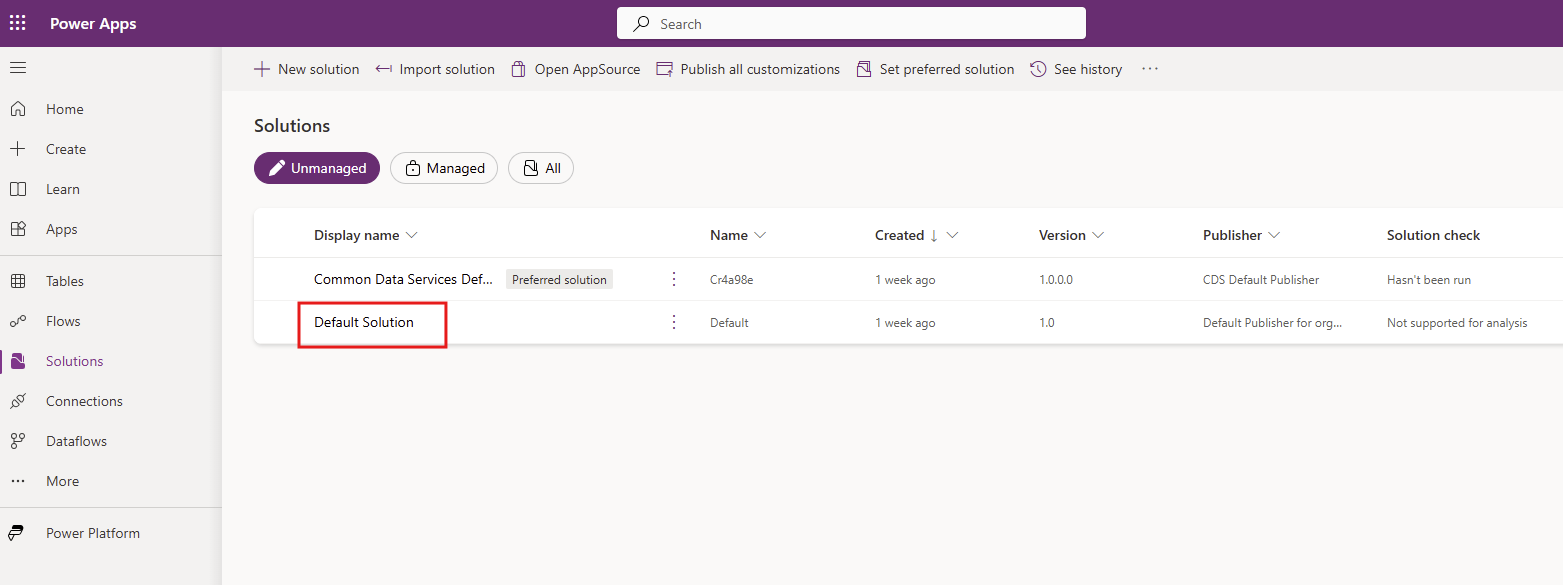 Power Apps
Search
Home
Create
Learn
Apps
Tables
Flows
Solutions
Connections
Dataflows
More
Power Platform
New solution Import solution Open AppSource Publish all customizations Set preferred solution See history
Solutions
Unmanaged Managed All
Display name Name Created Version Publisher Solution check
Common Data Services Def... Preferred solution Cr4a98e 1 week ago 1.0.0.0 CDS Default Publisher Hasn't been run
Default Solution Default 1 week ago 1.0 Default Publisher for org... Not supported for analysis